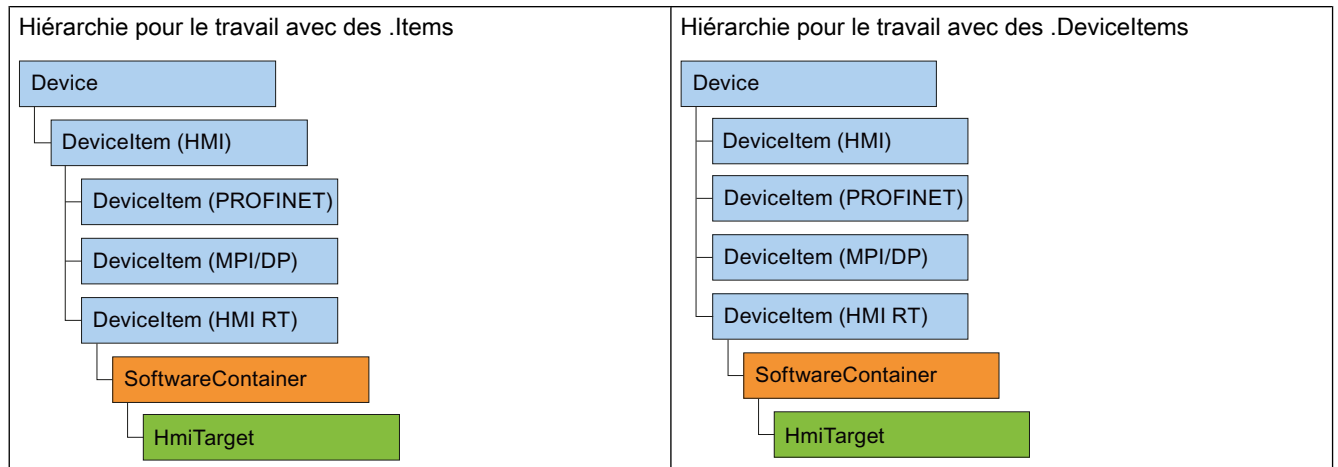 Hiérarchie pour le travail avec des .Items
Device
DeviceItem (HMI)
DeviceItem (PROFINET)
DeviceItem (MPI/DP)
DeviceItem (HMI RT)
SoftwareContainer
HmiTarget
Hiérarchie pour le travail avec des .DeviceItems
Device
DeviceItem (HMI)
DeviceItem (PROFINET)
DeviceItem (MPI/DP)
DeviceItem (HMI RT)
SoftwareContainer
HmiTarget